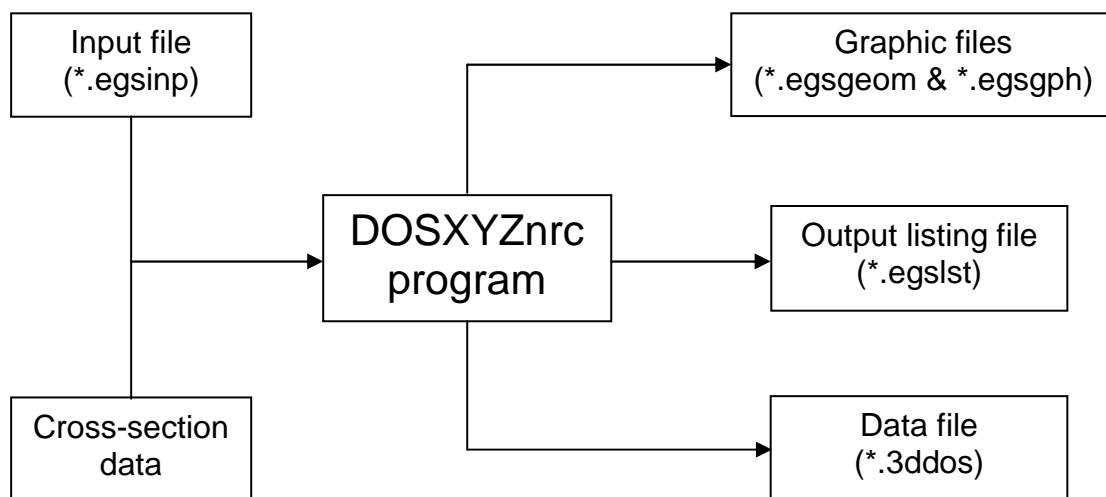 Input file
(*.egsinp)
Graphic files
(*.egsgeom & *.egsgph)
DOSXYZnrc
program
Output listing file
(*.egslst)
Cross-section
data
Data file
(*.3ddos)